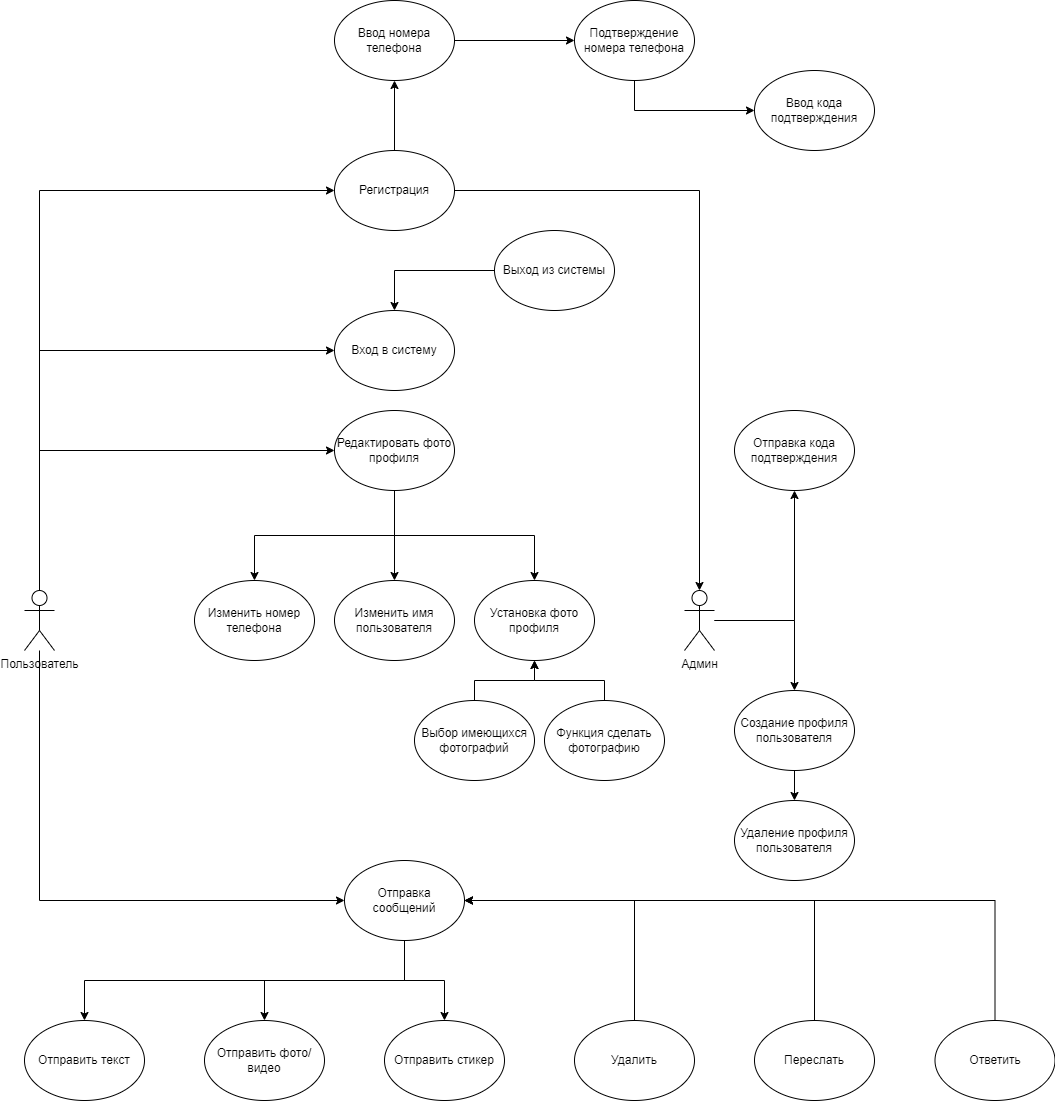 Ввод номера
телефона
Подтверждение
номера телефона
Ввод кода
подтверждения
Регистрация
Выход из системы
Вход в систему
Редактировать фото
профиля
Отправка кода
подтверждения
Изменить номер
телефона
Изменить имя
пользователя
Установка фото
профиля
Пользователь
Админ
Выбор имеющихся
фотографий
Функция сделать
фотографию
Создание профиля
пользователя
Удаление профиля
пользователя
Отправка
сообщений
Отправить текст
Отправить фото/
видео
Отправить стикер
Удалить
Переслать
Ответить